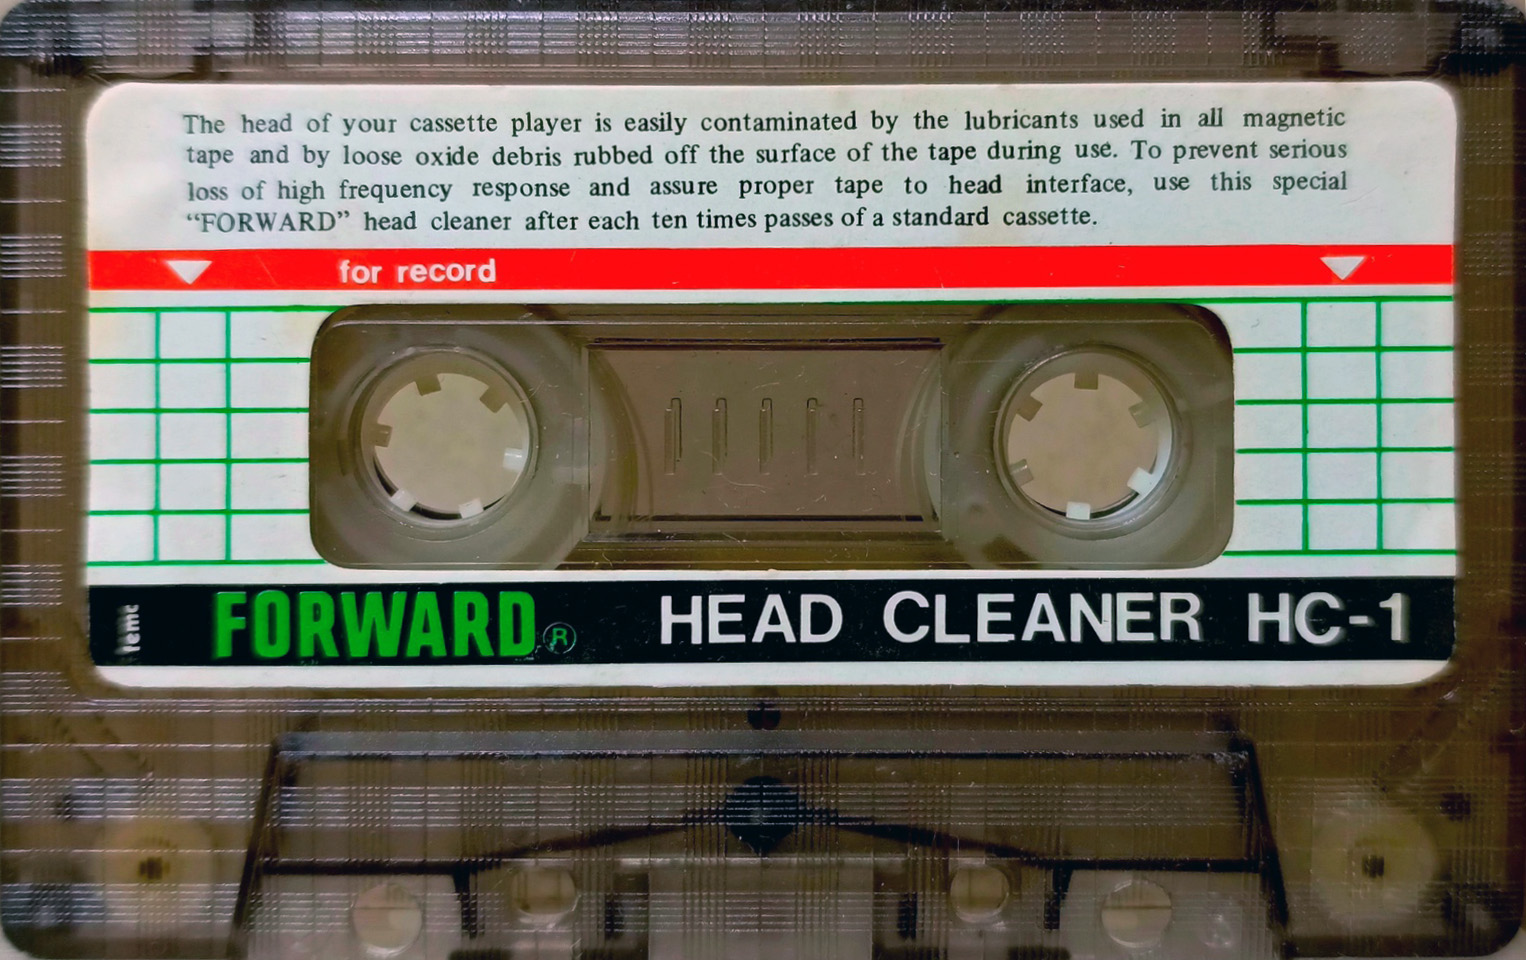 The head of your cassette player is easily contaminated by the lubricants used in all magnetic
tape and by loose oxide debris rubbed off the surface of the tape during use. To prevent serious
loss of high frequency response and assure proper tape to head interface, use this special
“FORWARD” head cleaner after each ten times passes of a standard cassette.
for record
femc
FORWARD® HEAD CLEANER HC-1